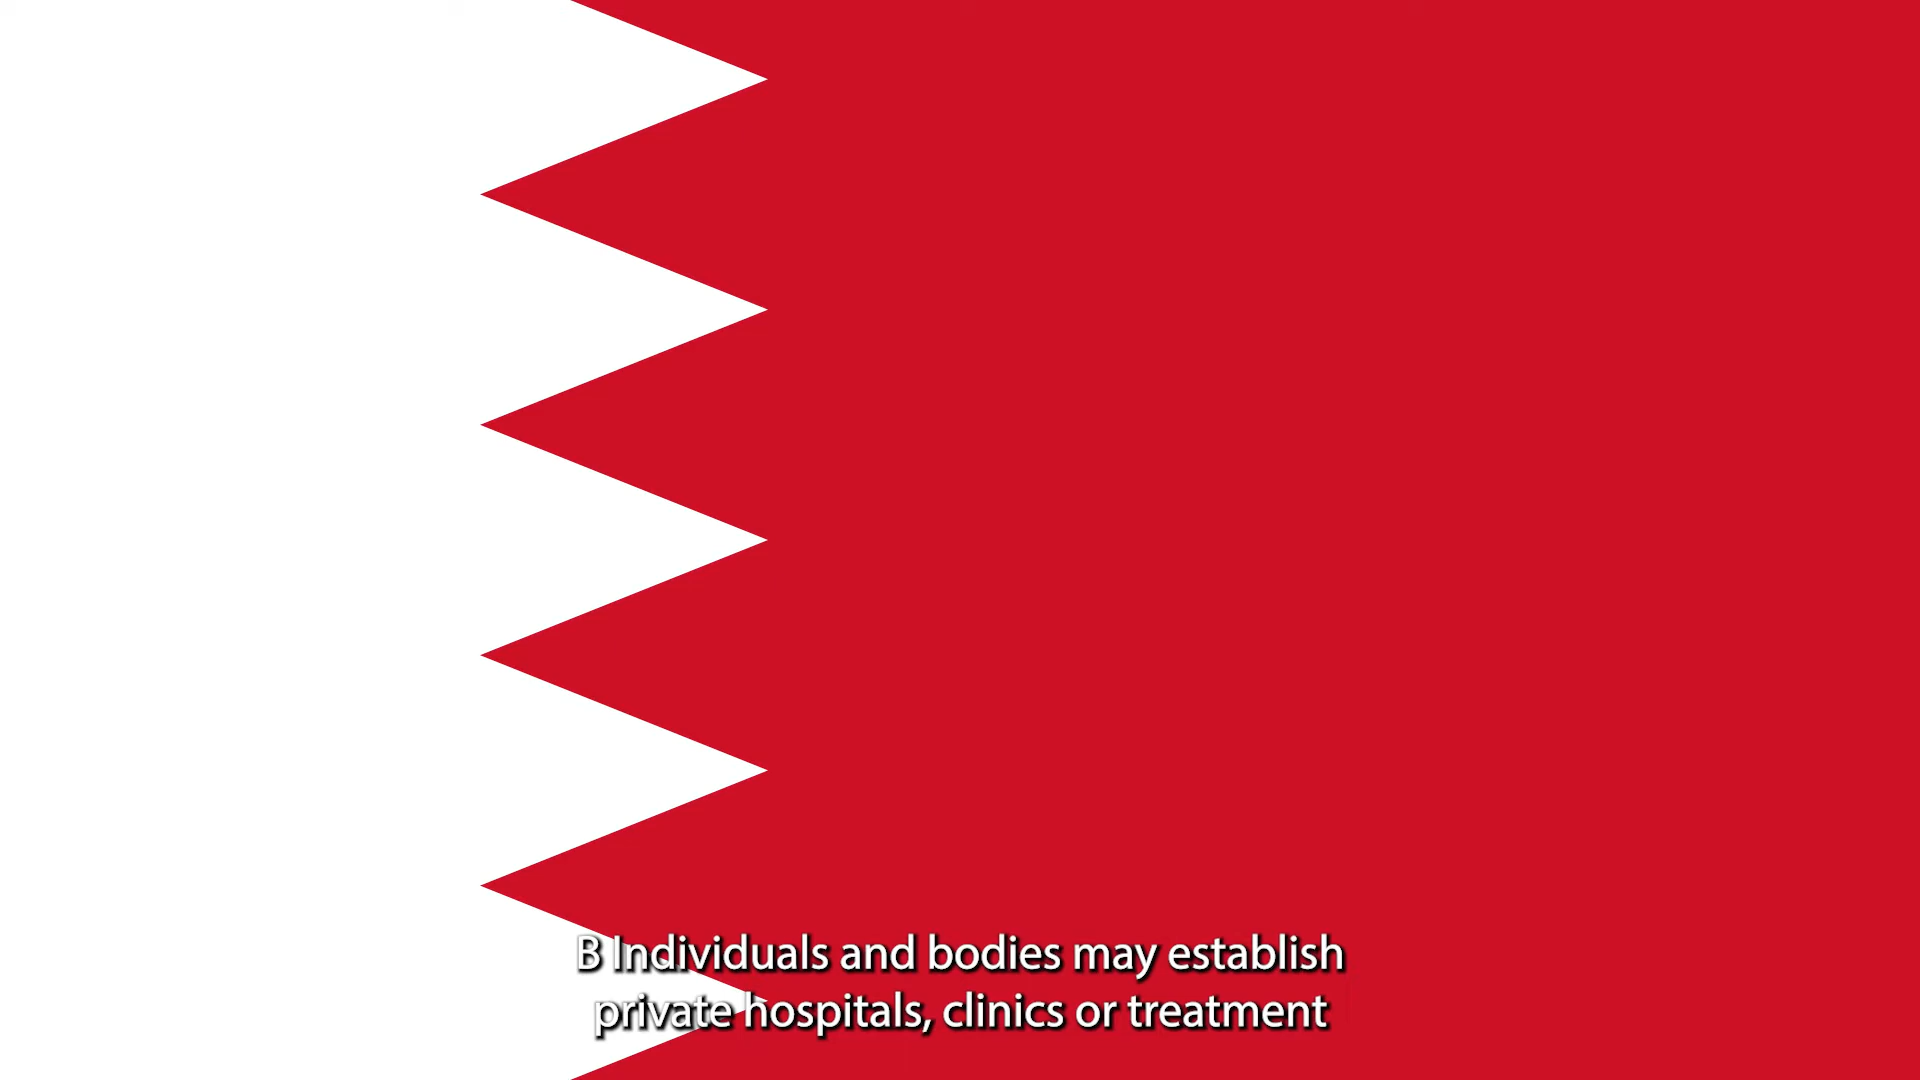 B Individuals and bodies may establish
private hospitals, clinics or treatment